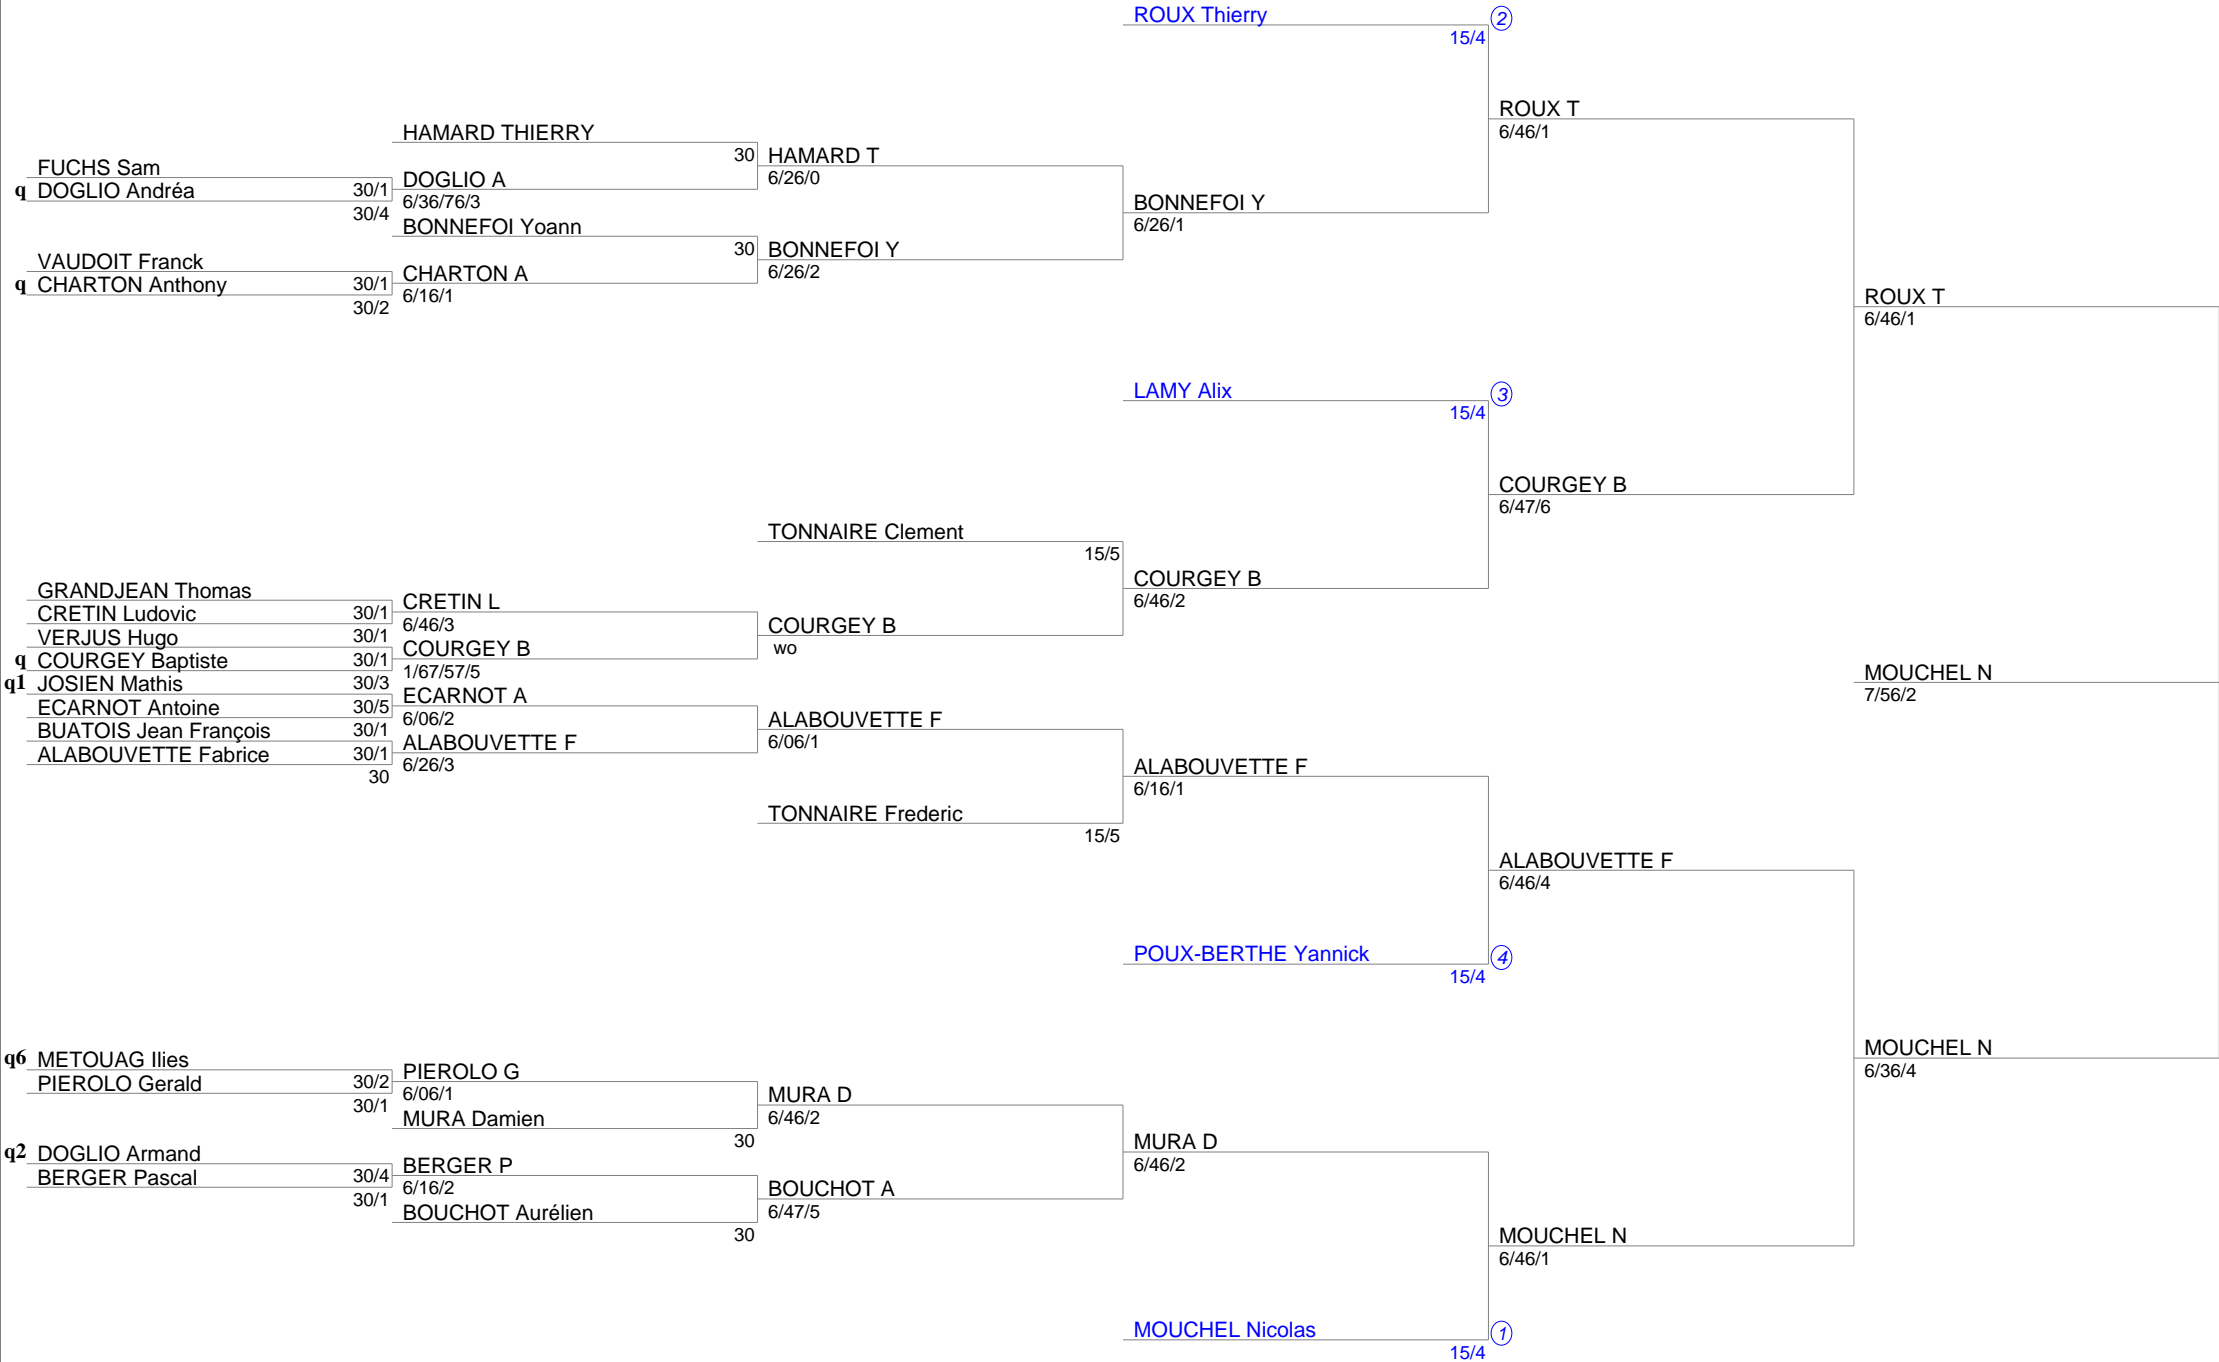 ROUX Thierry
2
15/4
ROUX T
6/46/1
HAMARD THIERRY
30
HAMARD T
6/26/0
FUCHS Sam
30/1
q DOGLIO Andréa
30/4
DOGLIO A
6/36/76/3
BONNEFOI Y
6/26/1
BONNEFOI Yoann
30
BONNEFOI Y
6/26/2
VAUDOIT Franck
30/1
q CHARTON Anthony
30/2
CHARTON A
6/16/1
ROUX T
6/46/1
LAMY Alix
3
15/4
COURGEY B
6/47/6
TONNAIRE Clement
15/5
COURGEY B
6/46/2
GRANDJEAN Thomas
30/1
CRETIN Ludovic
30/1
CRETIN L
6/46/3
VERJUS Hugo
30/1
q COURGEY Baptiste
30/3
COURGEY B
1/67/57/5
COURGEY B
wo
q1 JOSIEN Mathis
30/5
ECARNOT Antoine
30/1
ECARNOT A
6/06/2
BUATOIS Jean François
30/1
ALABOUVETTE Fabrice
30
ALABOUVETTE F
6/26/3
ALABOUVETTE F
6/06/1
MOUCHEL N
7/56/2
ALABOUVETTE F
6/16/1
TONNAIRE Frederic
15/5
ALABOUVETTE F
6/46/4
POUX-BERTHE Yannick
4
15/4
MOUCHEL N
6/36/4
q6 METOUAG Ilies
30/2
PIEROLO Gerald
30/1
PIEROLO G
6/06/1
MURA Damien
30
MURA D
6/46/2
MURA D
6/46/2
q2 DOGLIO Armand
30/4
BERGER Pascal
30/1
BERGER P
6/16/2
BOUCHOT Aurélien
30
BOUCHOT A
6/47/5
MOUCHEL N
6/46/1
MOUCHEL Nicolas
1
15/4